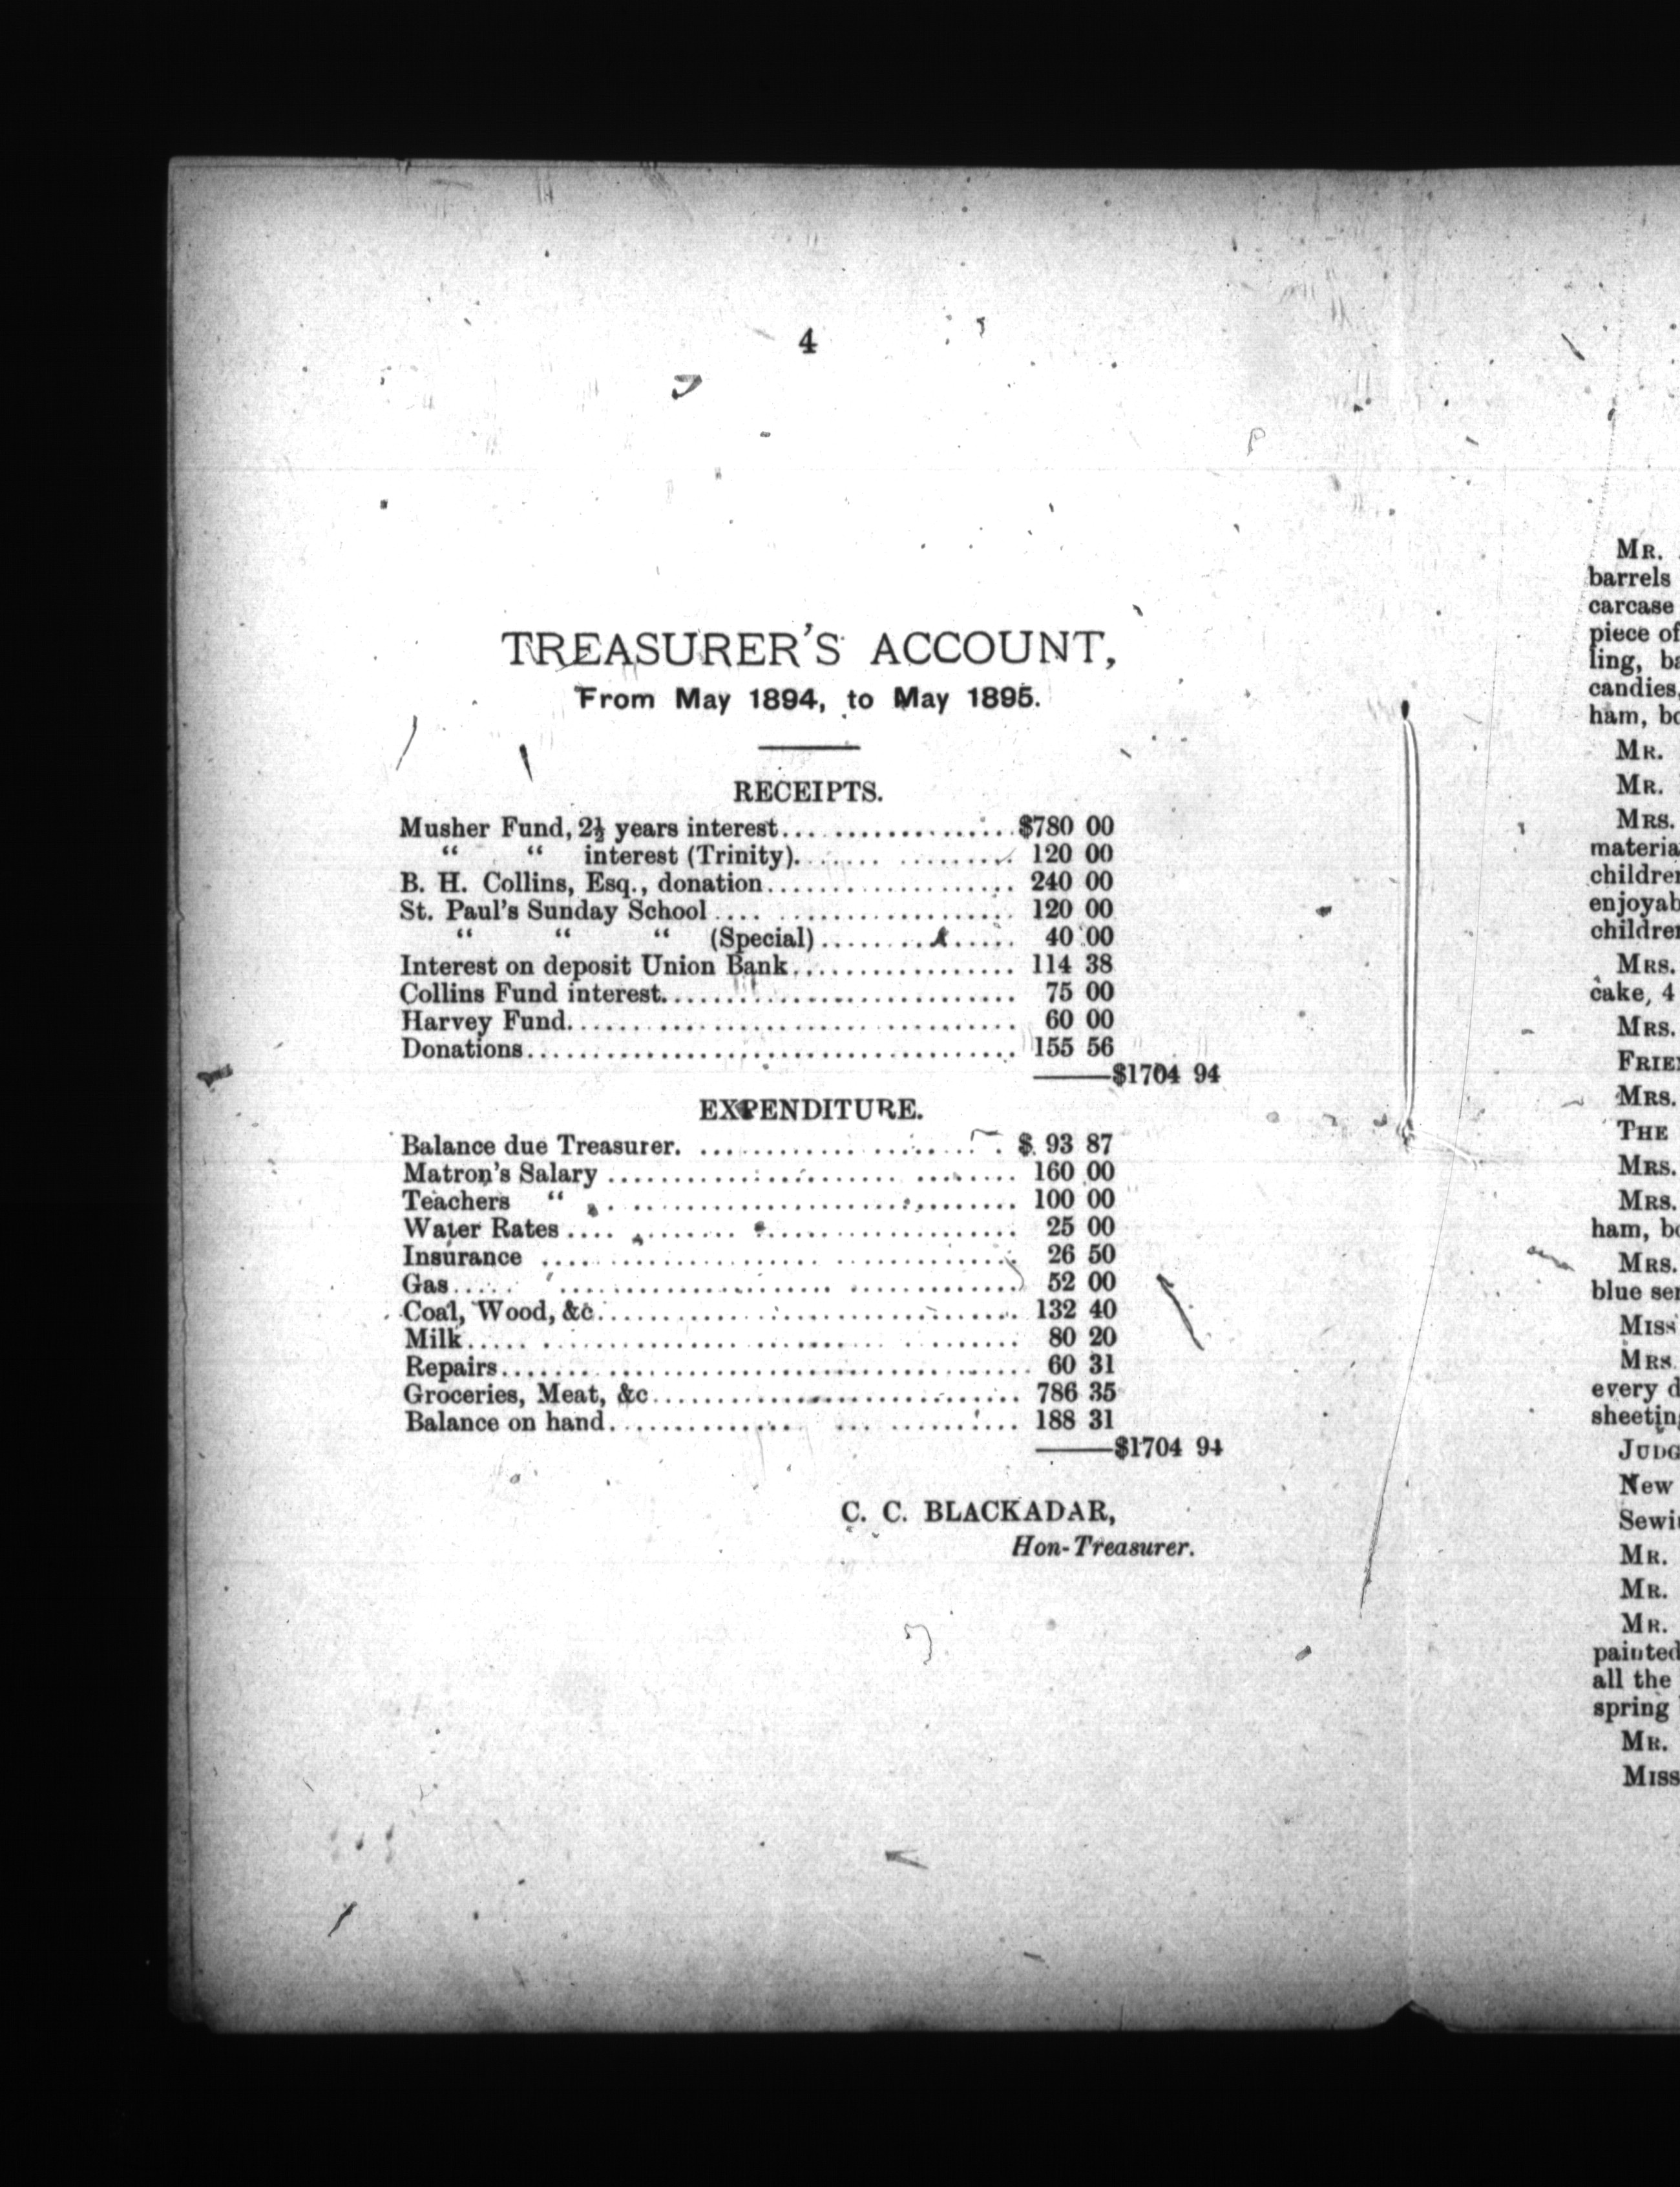 4
TREASURER'S ACCOUNT,
From May 1894, to May 1895.
RECEIPTS.
Musher Fund, 2½ years interest... ..............$780 00
“ “ interest (Trinity)....... ......... 120 00
B. H. Collins, Esq., donation.................. 240 00
St. Paul's Sunday School.... .................. 120 00
“ “ “ (Special).............. 40 00
Interest on deposit Union Bank................. 114 38
Collins Fund interest.......................... 75 00
Harvey Fund.................................. 60 00
Donations..................................... 155 56
———$1704 94
EXPENDITURE.
Balance due Treasurer. ............ ......... $ 93 87
Matron's Salary ...................... ........ 160 00
Teachers “ .............................. 100 00
Water Rates .... ............................ 25 00
Insurance ..................... .............. 26 50
Gas..... ...................... ............. 52 00
Coal, Wood, &c................................ 132 40
Milk..... ......................... ......... 80 20
Repairs....................................... 60 31
Groceries, Meat, &c........................... 786 35
Balance on hand.............. ... ........... 188 31
———$1704 94
C. C. BLACKADAR,
Hon-Treasurer.
MR.
barrels
carcase
piece of
ling,
candies,
ham,
MR.
MR.
MRS.
children
MRS.
cake, 4
MRS.
MRS.
THE
MRS.
MRS.
ham,
MRS.
blue
MISS
MRS.
every
JUDG
New
MR.
MR.
MR.
painted
all the
spring
MR.
MISS